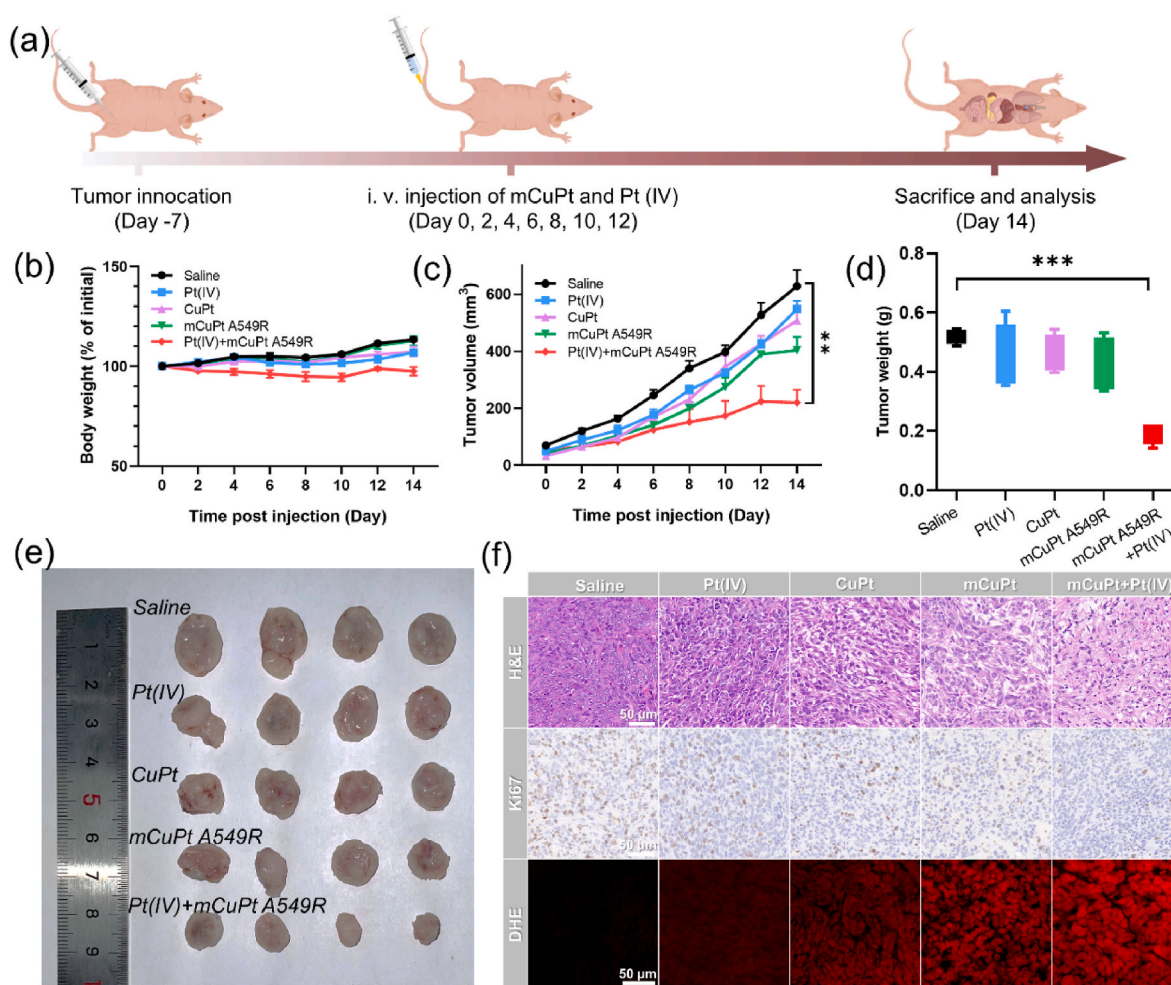 (a)
Tumor innocation
(Day -7)
i. v. injection of mCuPt and Pt (IV)
(Day 0, 2, 4, 6, 8, 10, 12)
Sacrifice and analysis
(Day 14)
(b)
Body weight (% of initial)
150
100
50
Saline
Pt(IV)
CuPt
mCuPt A549R
Pt(IV)+mCuPt A549R
0 2 4 6 8 10 12 14
Time post injection (Day)
(c)
Tumor volume (mm³)
600
400
200
0
Saline
Pt(IV)
CuPt
mCuPt A549R
Pt(IV)+mCuPt A549R
**
0 2 4 6 8 10 12 14
Time post injection (Day)
(d)
Tumor weight (g)
0.8
0.6
0.4
0.2
0.0
***
Saline
Pt(IV)
CuPt
mCuPt A549R
mCuPt A549R
+Pt(IV)
(e)
Saline
Pt(IV)
CuPt
mCuPt A549R
Pt(IV)+mCuPt A549R
1
2
3
4
5
6
7
8
9
(f)
Saline Pt(IV) CuPt mCuPt mCuPt+Pt(IV)
H&E
50 µm
50 µm
Ki67
DHE
50 µm
50 µm